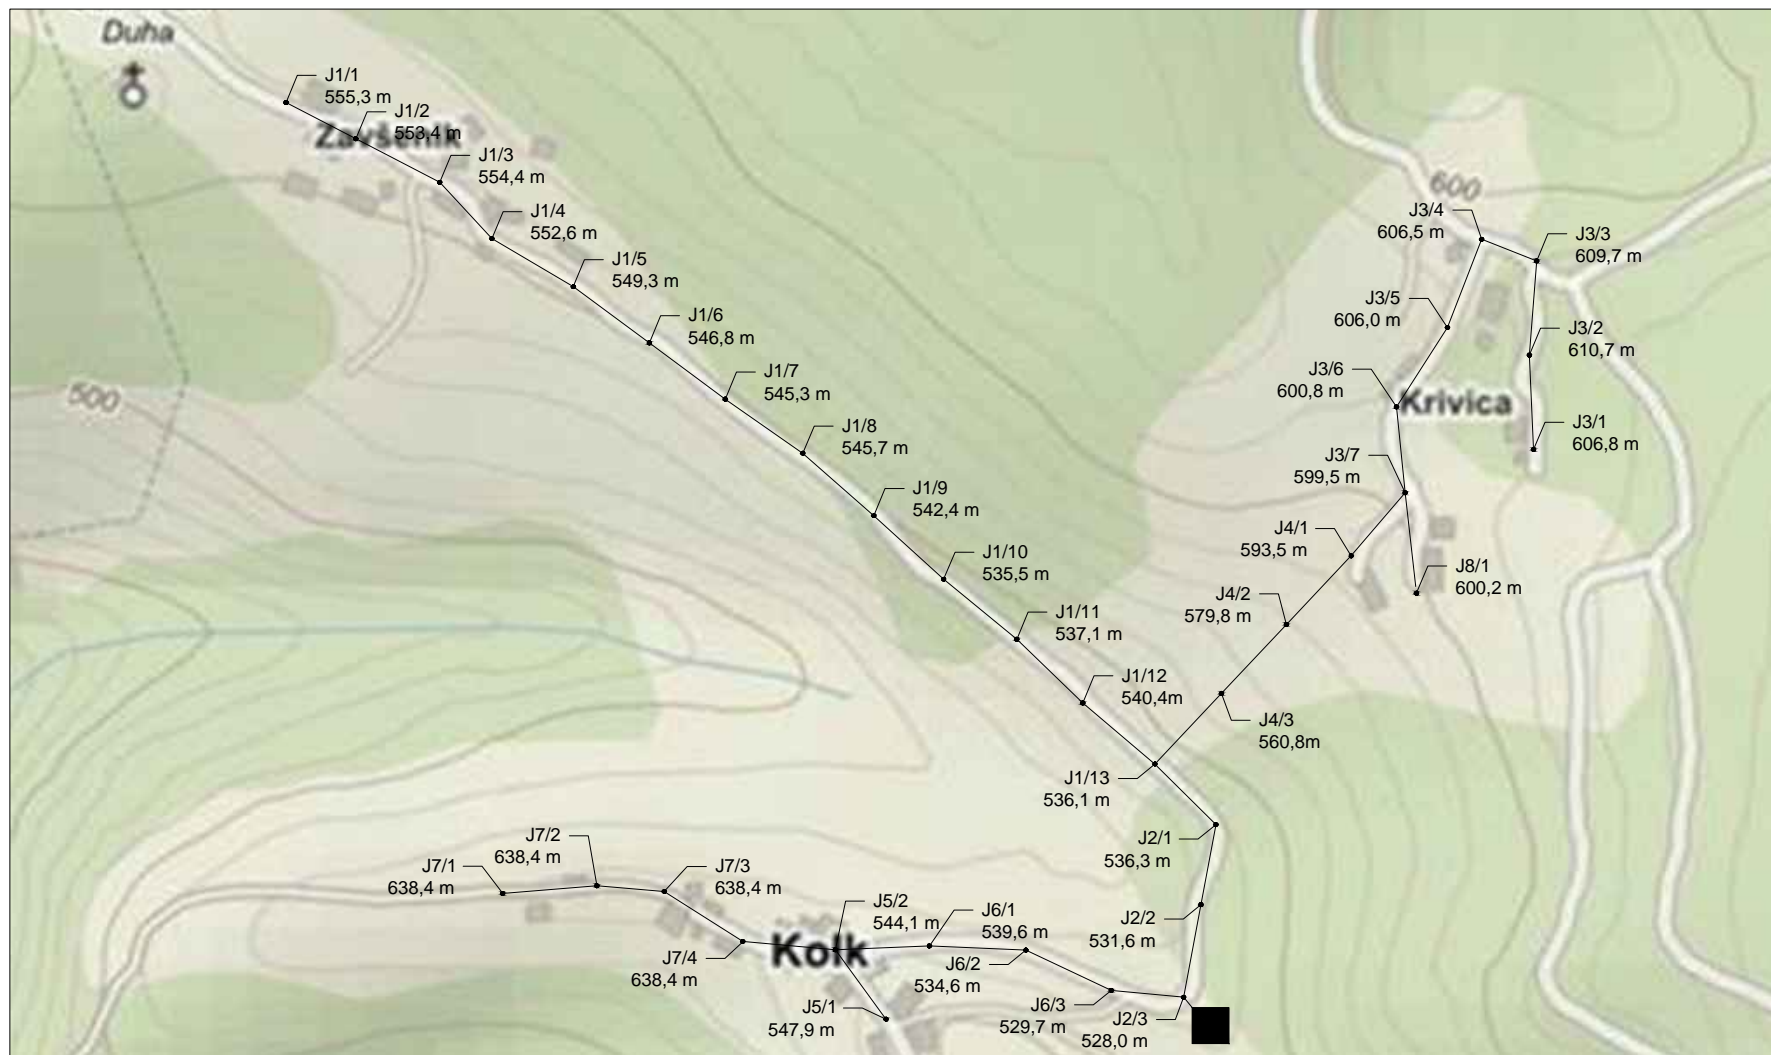 Duha
J1/1
555,3 m
J1/2
553,4 m
Zavšenik
J1/3
554,4 m
J1/4
552,6 m
J1/5
549,3 m
J1/6
546,8 m
J1/7
545,3 m
J1/8
545,7 m
J1/9
542,4 m
J1/10
535,5 m
J1/11
537,1 m
J1/12
540,4m
J1/13
536,1 m
600
J3/4
606,5 m
J3/3
609,7 m
J3/5
606,0 m
J3/2
610,7 m
J3/6
600,8 m
Krivica
J3/1
606,8 m
J3/7
599,5 m
J4/1
593,5 m
J8/1
600,2 m
J4/2
579,8 m
J4/3
560,8m
500
J2/1
536,3 m
J2/2
531,6 m
J2/3
528,0 m
J7/1
638,4 m
J7/2
638,4 m
J7/3
638,4 m
J7/4
638,4 m
J5/2
544,1 m
Kolk
J6/1
539,6 m
J6/2
534,6 m
J6/3
529,7 m
J5/1
547,9 m